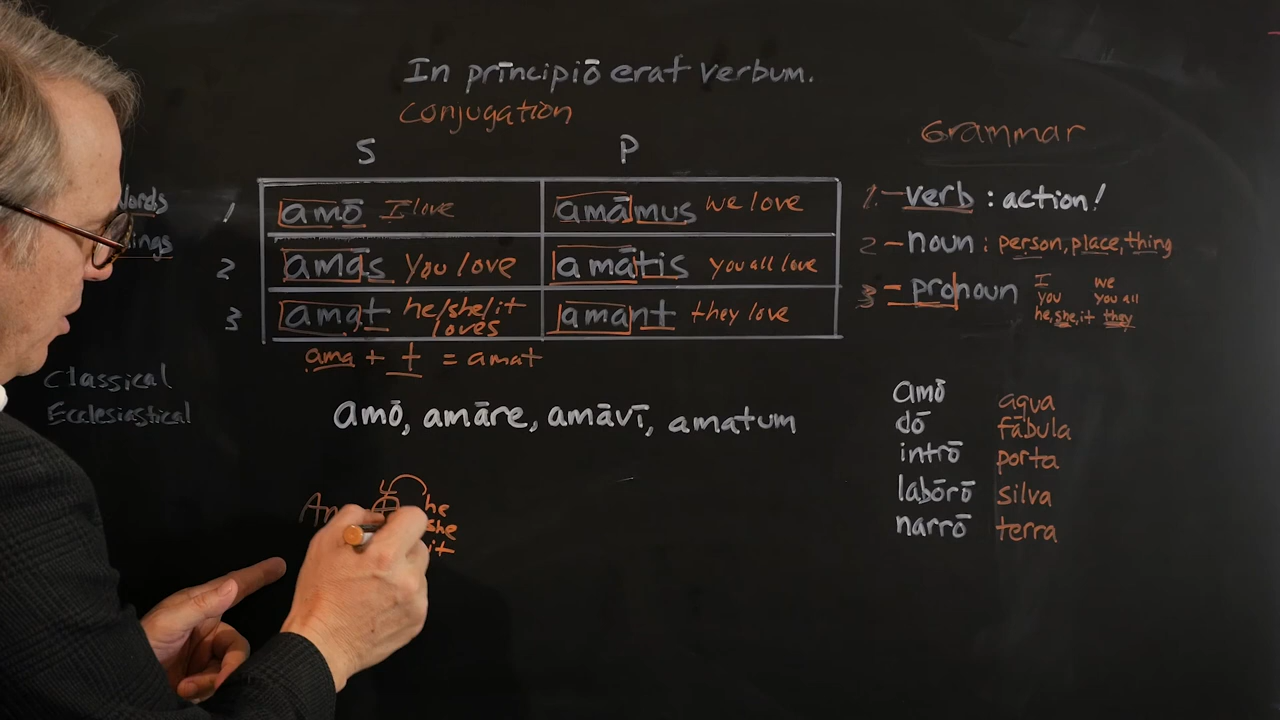 In prīncipiō erat verbum.
Conjugation
S P
1 amō I love amāmus we love
2 amās you love amātis you all love
3 amat he/she/it loves amant they love
ama + t = amat
Classical
Ecclesiastical
amō, amāre, amāvī, amatum
he
she
it
Grammar
1 - verb : action!
2 - noun : person, place, thing
3 - pronoun
I we
you you all
he, she, it they
amō aqua
dō fābula
intrō porta
labōrō silva
narrō terra